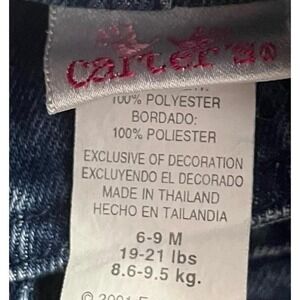 carter's®
100% POLYESTER
BORDADO:
100% POLIESTER
EXCLUSIVE OF DECORATION
EXCLUYENDO EL DECORADO
MADE IN THAILAND
HECHO EN TAILANDIA
6-9 M
19-21 lbs
8.6-9.5 kg.
© 2001